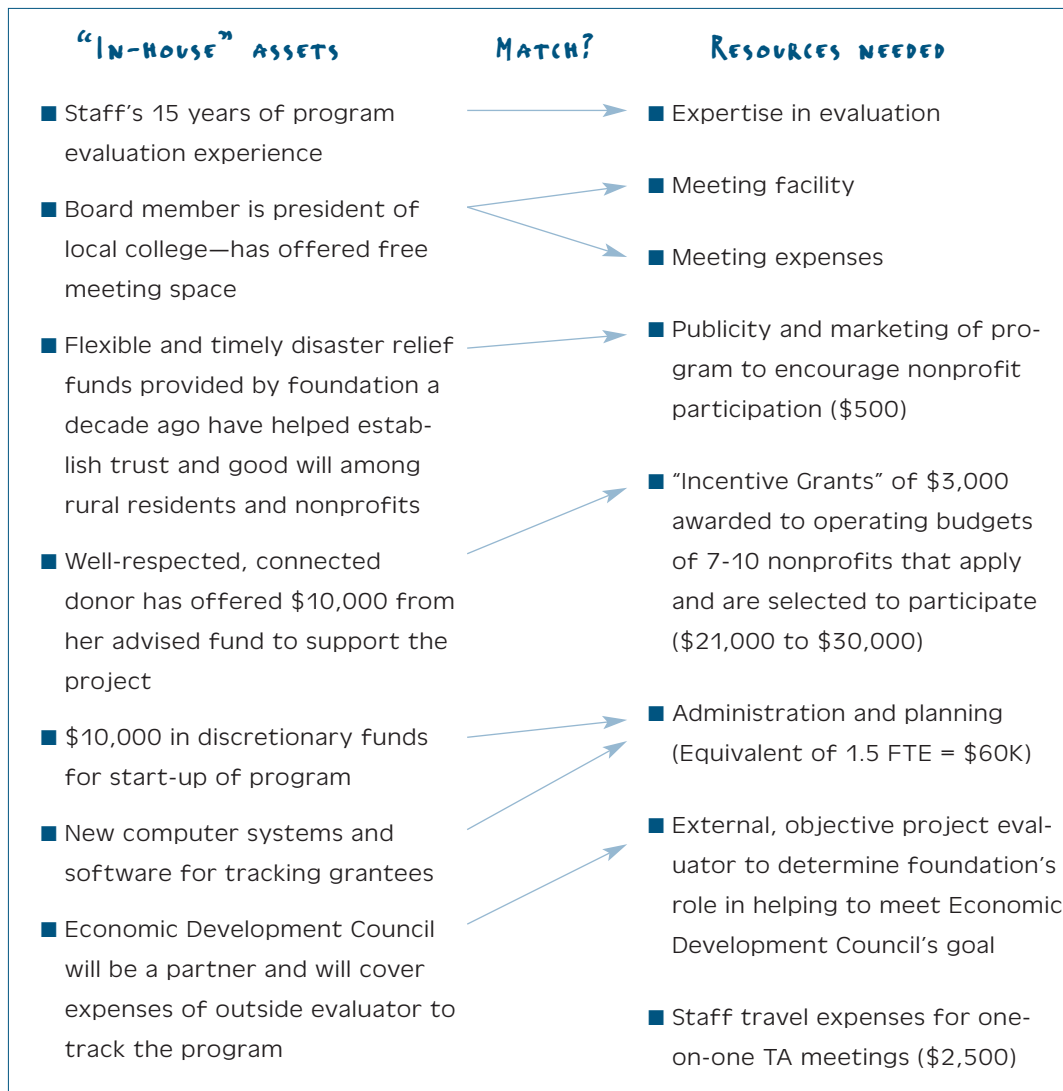 “In-house” assets
Match?
Resources needed
■ Staff’s 15 years of program
evaluation experience
■ Board member is president of
local college—has offered free
meeting space
■ Flexible and timely disaster relief
funds provided by foundation a
decade ago have helped estab-
lish trust and good will among
rural residents and nonprofits
■ Well-respected, connected
donor has offered $10,000 from
her advised fund to support the
project
■ $10,000 in discretionary funds
for start-up of program
■ New computer systems and
software for tracking grantees
■ Economic Development Council
will be a partner and will cover
expenses of outside evaluator to
track the program
■ Expertise in evaluation
■ Meeting facility
■ Meeting expenses
■ Publicity and marketing of pro-
gram to encourage nonprofit
participation ($500)
■ “Incentive Grants” of $3,000
awarded to operating budgets
of 7-10 nonprofits that apply
and are selected to participate
($21,000 to $30,000)
■ Administration and planning
(Equivalent of 1.5 FTE = $60K)
■ External, objective project eval-
uator to determine foundation’s
role in helping to meet Economic
Development Council’s goal
■ Staff travel expenses for one-
on-one TA meetings ($2,500)